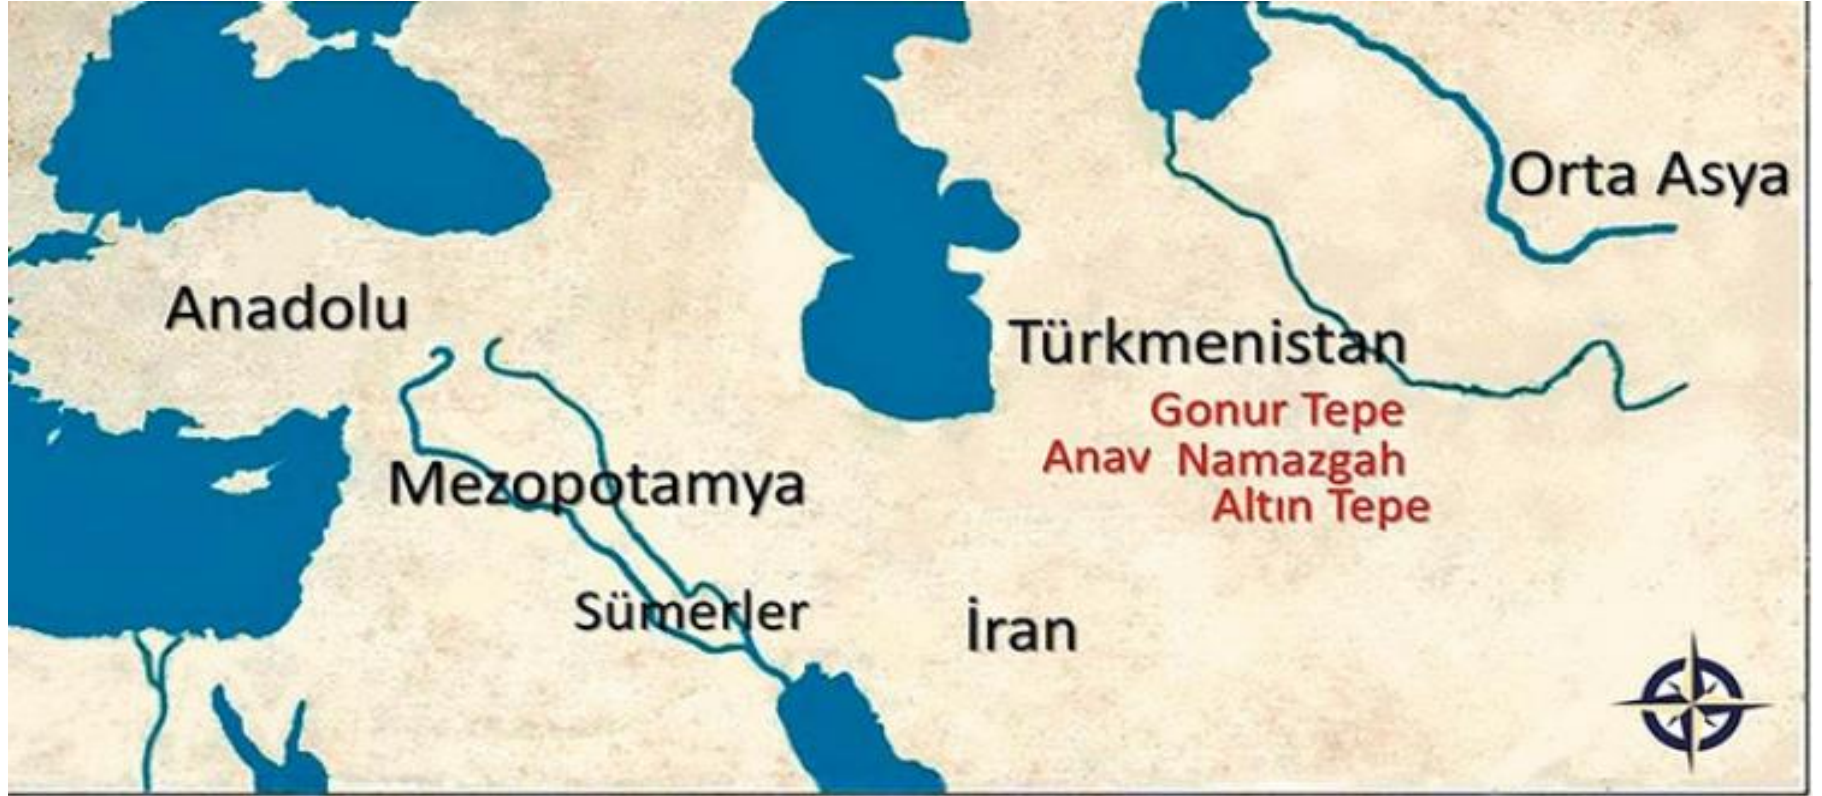 Orta Asya
Anadolu
Türkmenistan
Gonur Tepe
Anav Namazgah
Mezopotamya
Altın Tepe
Sümerler
İran